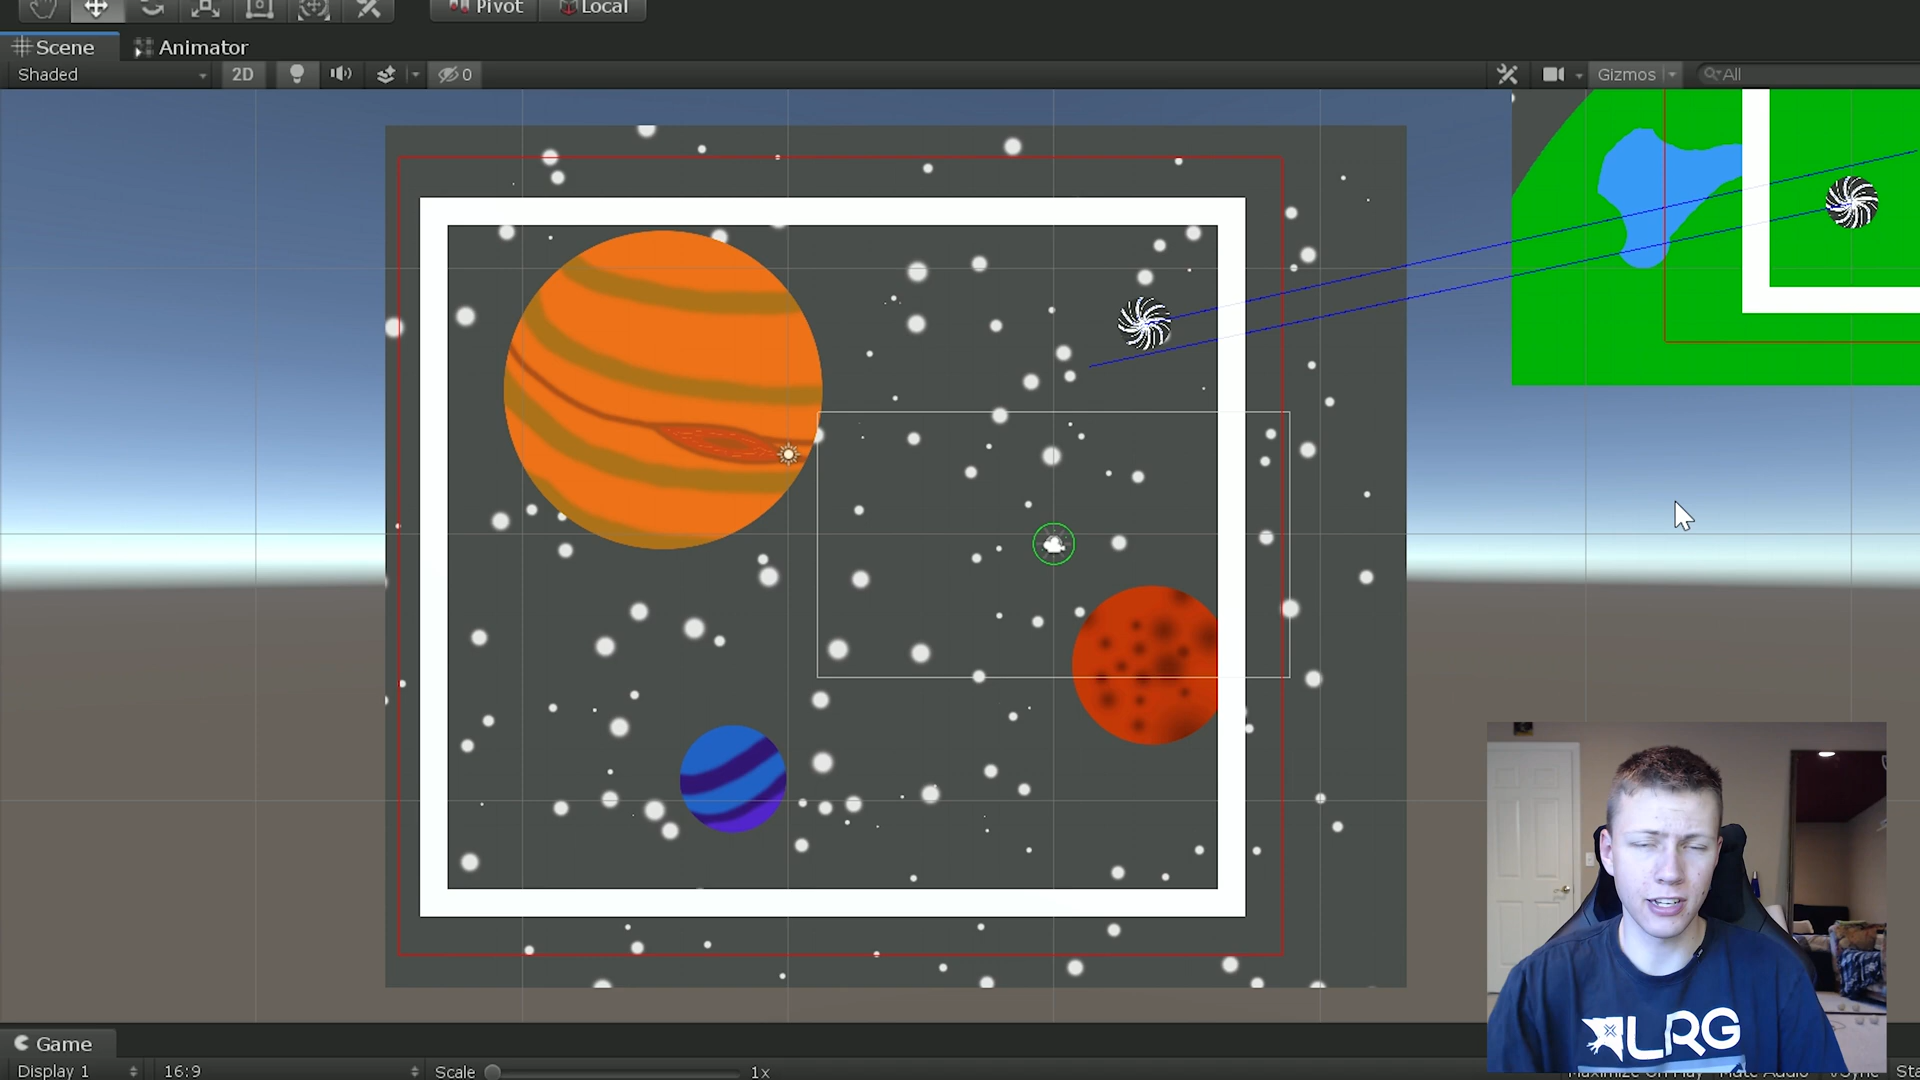 Pivot Local
Scene Animator
Shaded 2D 0 Gizmos All
LRG
Game
Display 1 16:9 Scale 1x